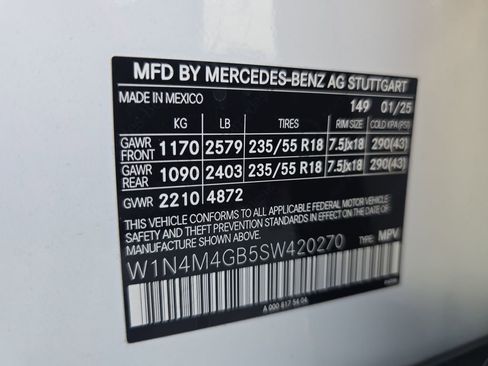 MFD BY MERCEDES-BENZ AG STUTTGART
MADE IN MEXICO 149 01/25
KG LB TIRES RIM SIZE COLD KPA (PSI)
GAWR FRONT 1170 2579 235/55 R18 7.5Jx18 290(43)
GAWR REAR 1090 2403 235/55 R18 7.5Jx18 290(43)
GVWR 2210 4872
THIS VEHICLE CONFORMS TO ALL APPLICABLE FEDERAL MOTOR VEHICLE
SAFETY AND THEFT PREVENTION STANDARDS IN EFFECT ON THE DATE OF
MANUFACTURE SHOWN ABOVE.
W1N4M4GB5SW420270 TYPE: MPV
A 000 817 54 04